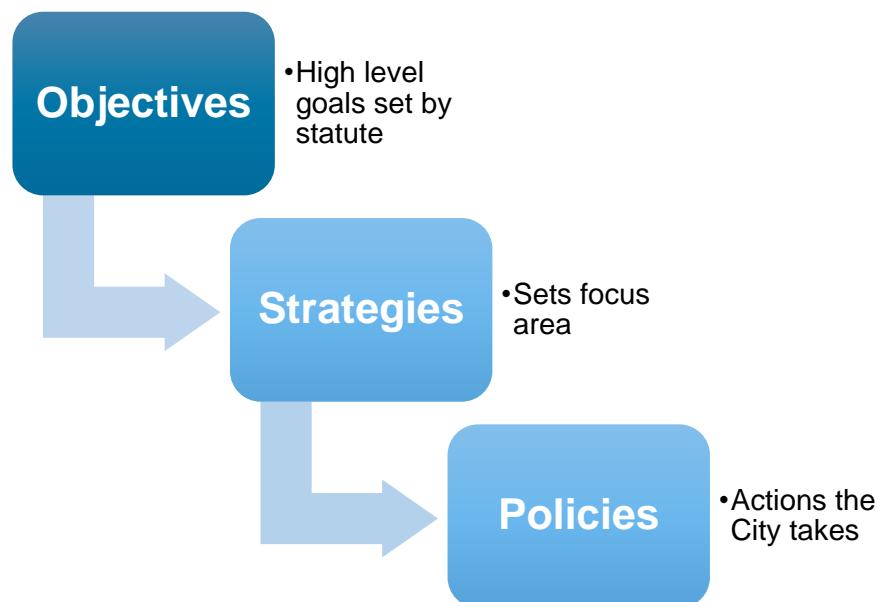 Objectives
•High level
goals set by
statute
Strategies
•Sets focus
area
Policies
•Actions the
City takes